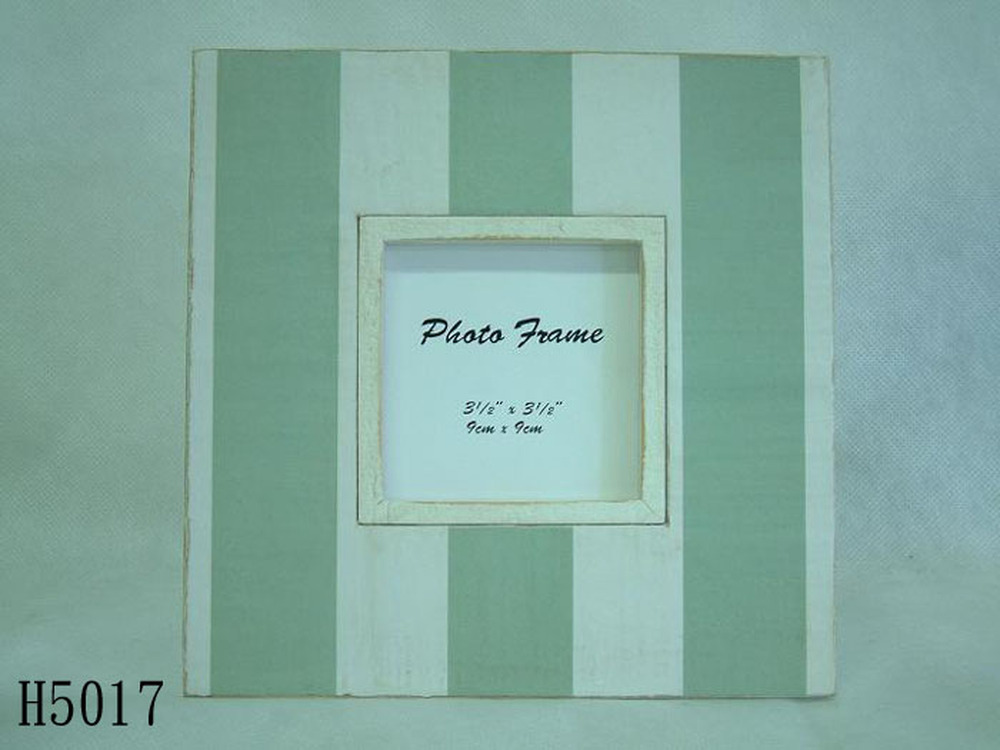 Photo Frame
3½" x 3½"
9cm x 9cm
H5017